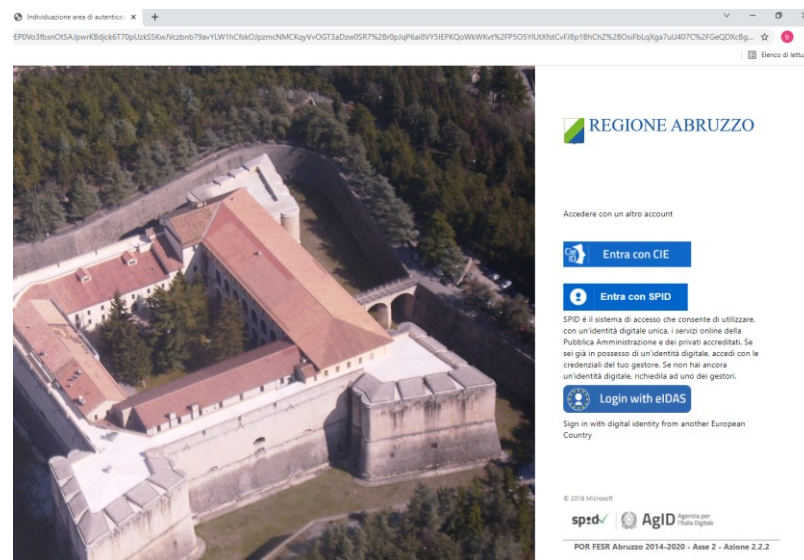 Individuazione area di autentica
Elenco di lettu
REGIONE ABRUZZO
Accedere con un altro account
Entra con CIE
Entra con SPID
SPID è il sistema di accesso che consente di utilizzare,
con un'identità digitale unica, i servizi online della
Pubblica Amministrazione e dei privati accreditati. Se
sei già in possesso di un'identità digitale, accedi con le
credenziali del tuo gestore. Se non hai ancora
un'identità digitale, richiedila ad uno dei gestori.
Login with eIDAS
Sign in with digital identity from another European
Country
© 2018 Microsoft
spid AgID Agenzia per
l'Italia Digitale
POR FESR Abruzzo 2014-2020 - Asse 2 - Azione 2.2.2